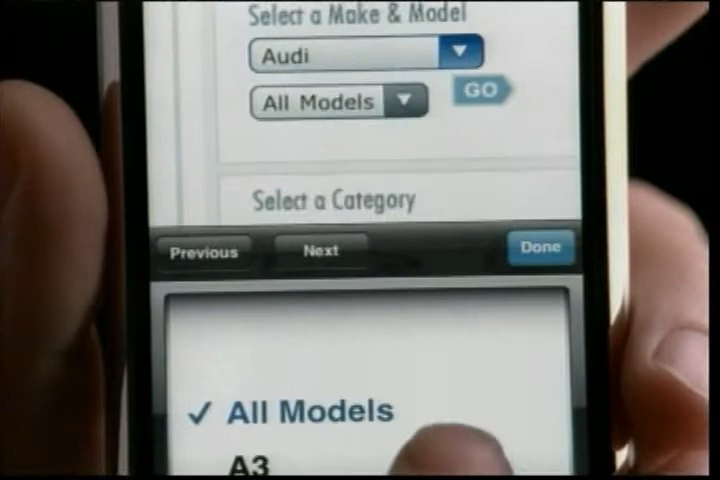 Select a Make & Model
Audi
All Models
GO
Select a Category
Previous Next Done
✓ All Models
A3